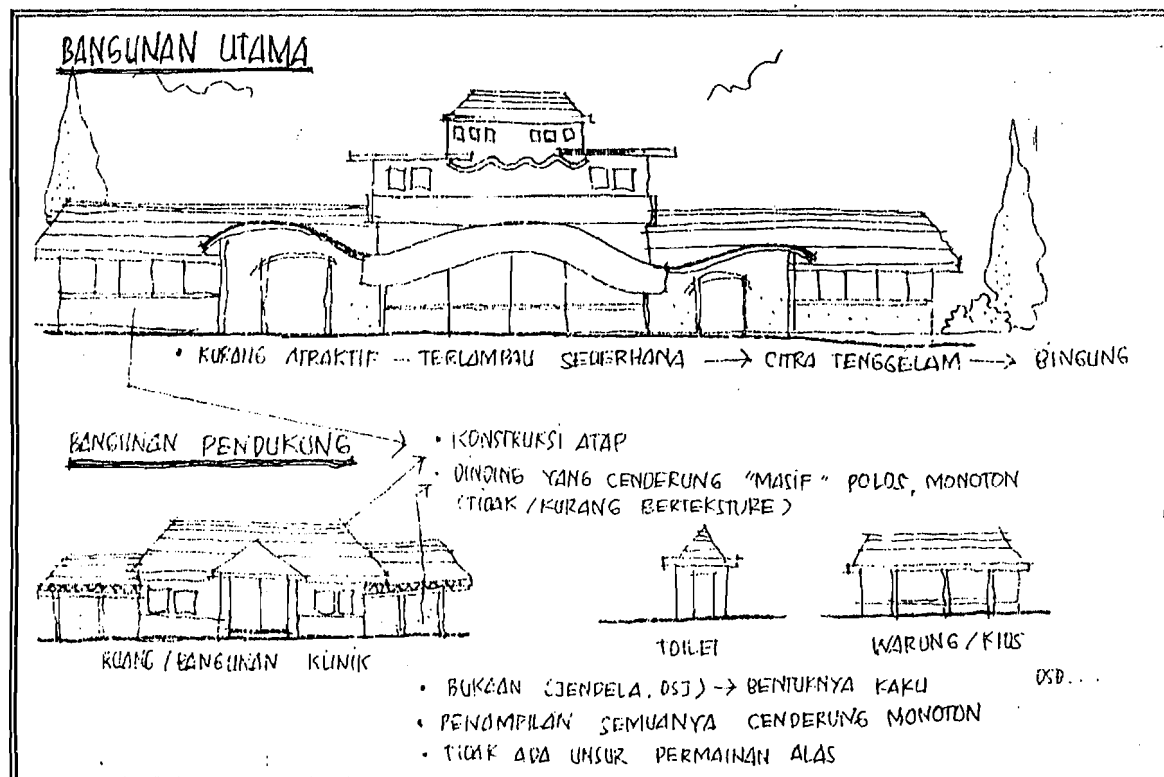 BANGUNAN UTAMA
• KURANG ATRAKTIF --- TERLAMPAU SEDERHANA ---> CITRA TENGGELAM ---> BINGUNG
BANGUNAN PENDUKUNG
• KONSTRUKSI ATAP
• DINDING YANG CENDERUNG "MASIF" POLOS, MONOTON
(TIDAK/KURANG BERTEKSTURE)
RUANG/BANGUNAN KLINIK
TOILET
WARUNG/KIOS
DSB....
• BUKAAN (JENDELA, DSJ) → BENTUKNYA KAKU
• PENAMPILAN SEMUANYA CENDERUNG MONOTON
• TIDAK ADA UNSUR PERMAINAN ALAS